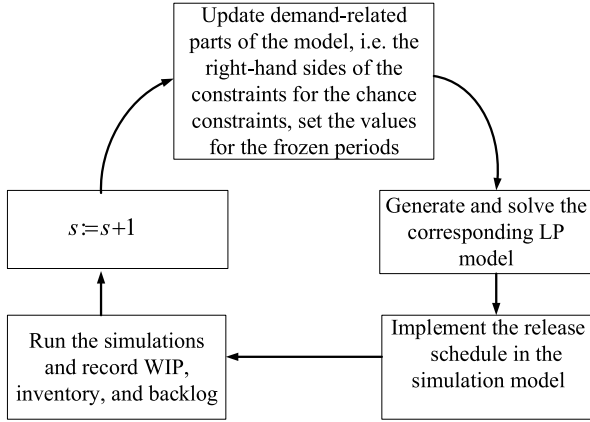 Update demand-related
parts of the model, i.e. the
right-hand sides of the
constraints for the chance
constraints, set the values
for the frozen periods
s:=s+1
Generate and solve the
corresponding LP
model
Run the simulations
and record WIP,
inventory, and backlog
Implement the release
schedule in the
simulation model